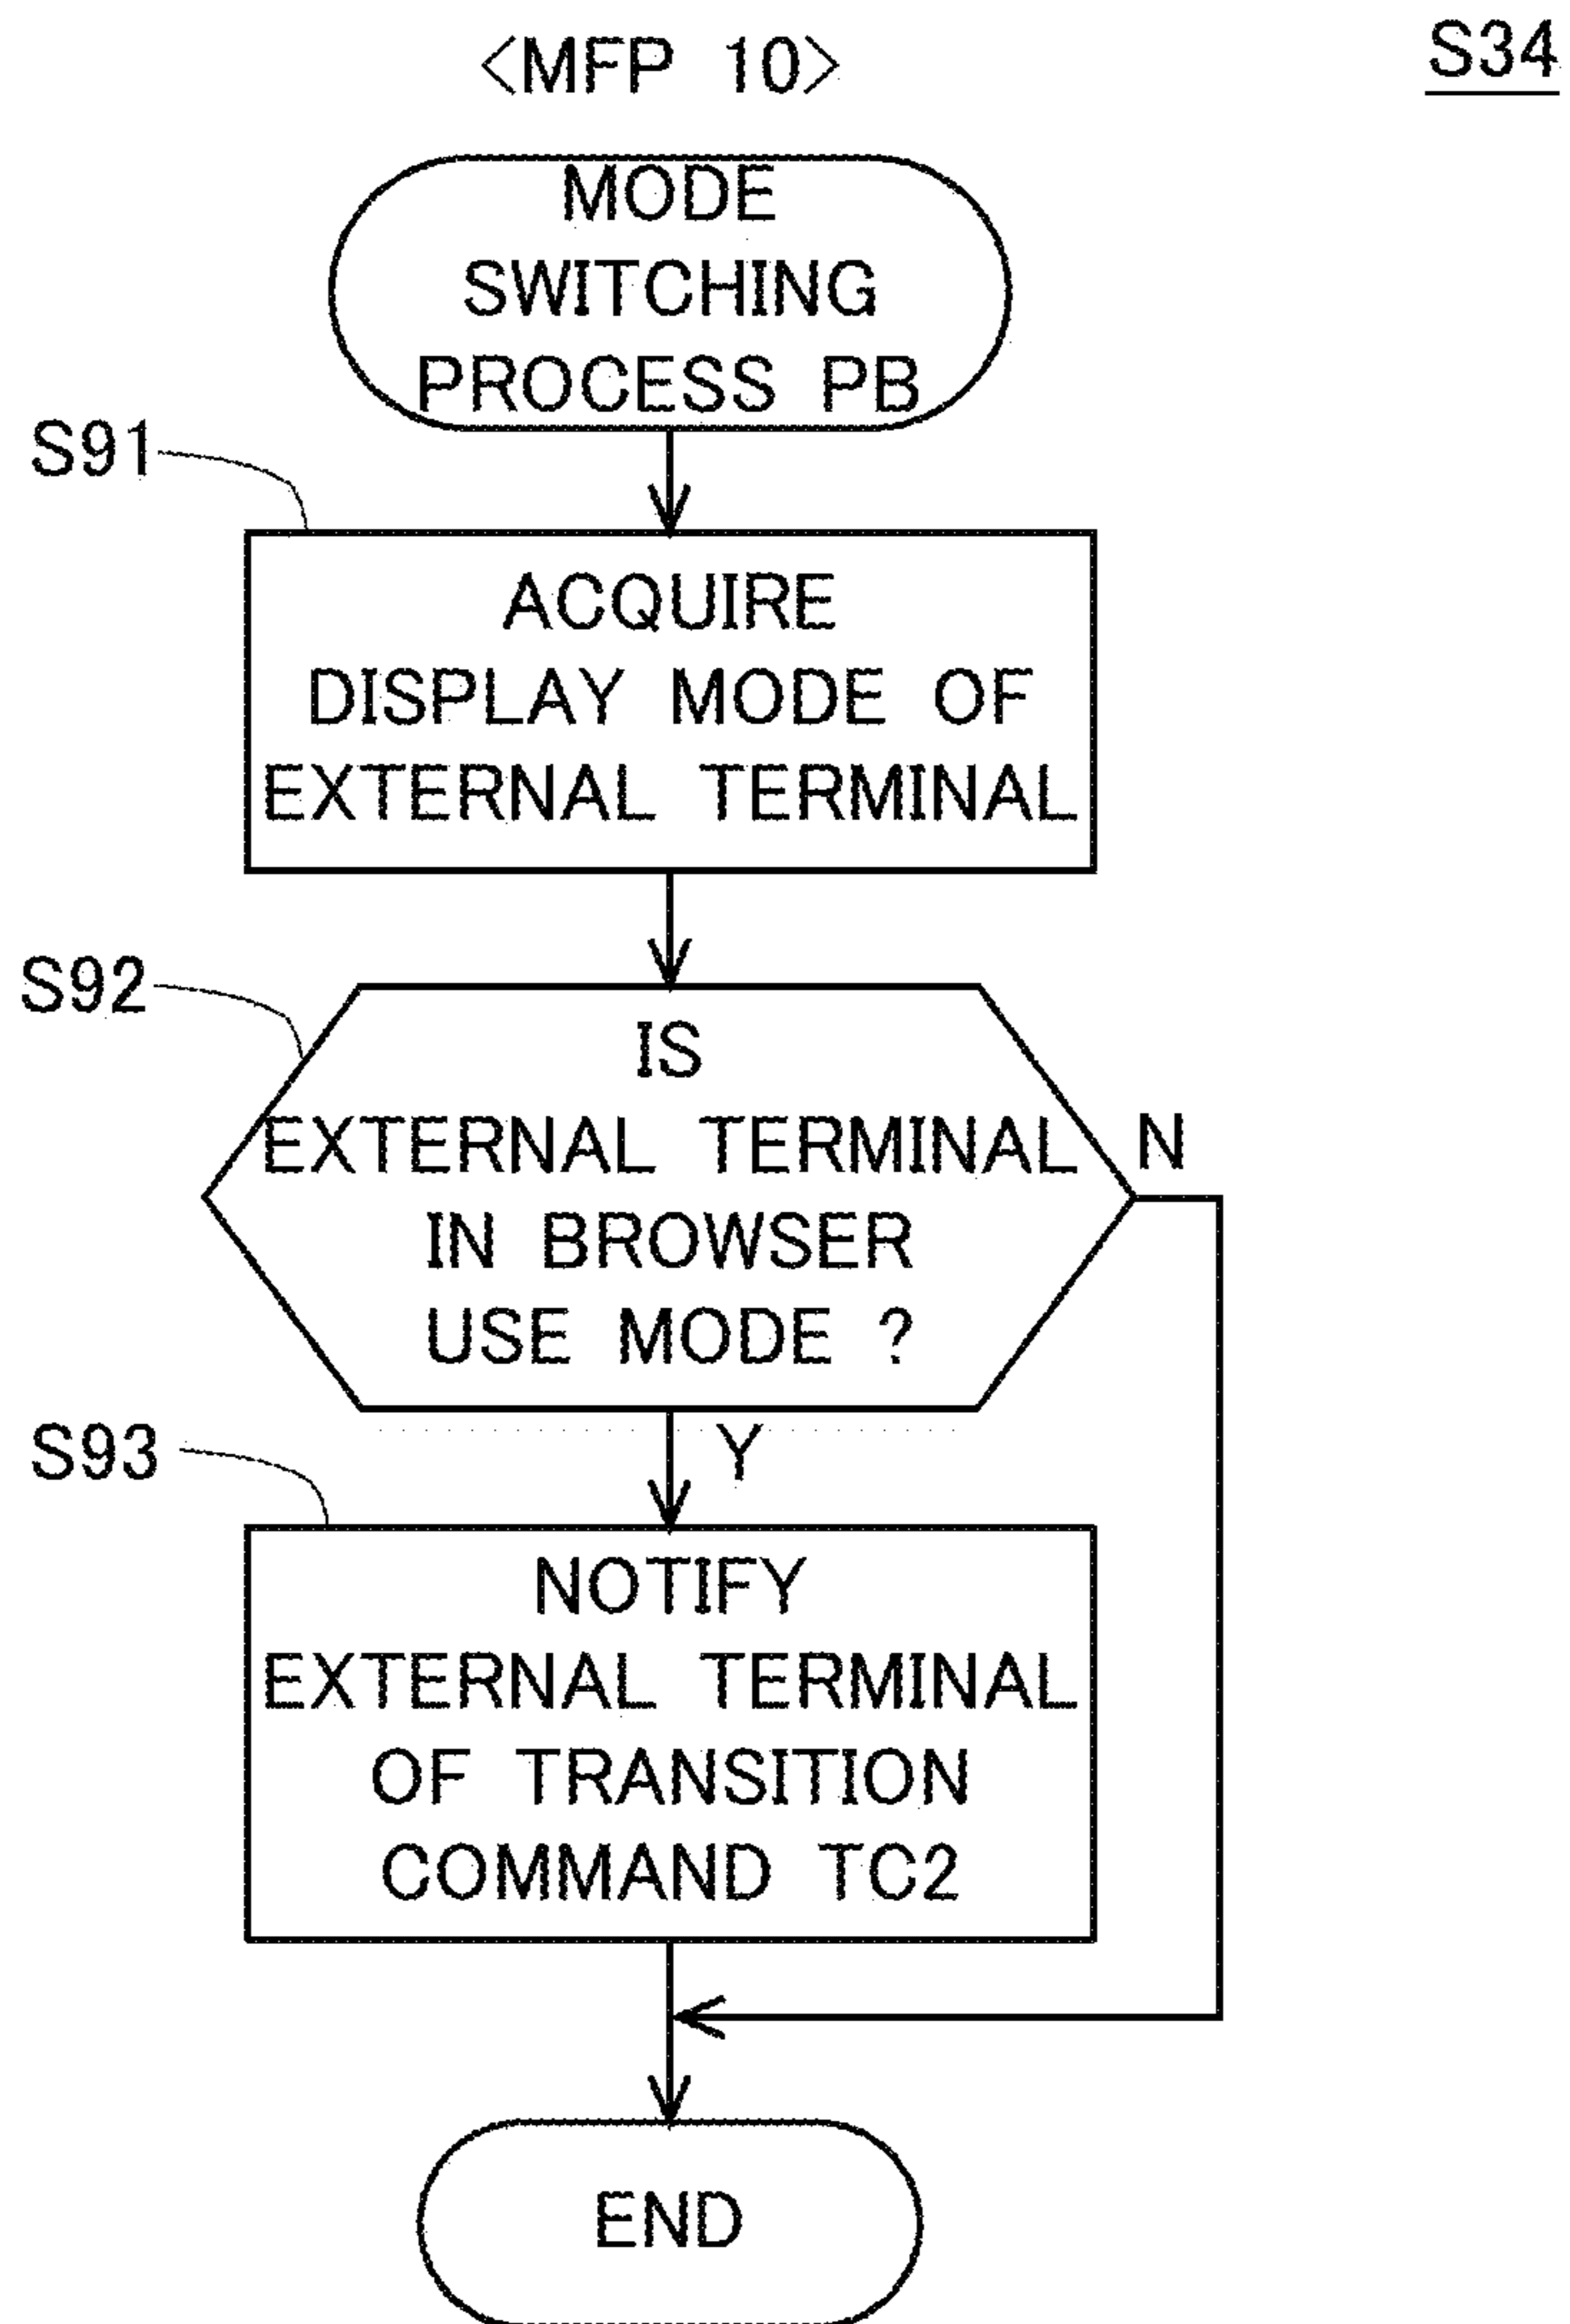 <MFP 10>
S34
MODE
SWITCHING
PROCESS PB
S91
ACQUIRE
DISPLAY MODE OF
EXTERNAL TERMINAL
S92
IS
EXTERNAL TERMINAL
IN BROWSER
USE MODE ?
N
Y
S93
NOTIFY
EXTERNAL TERMINAL
OF TRANSITION
COMMAND TC2
END